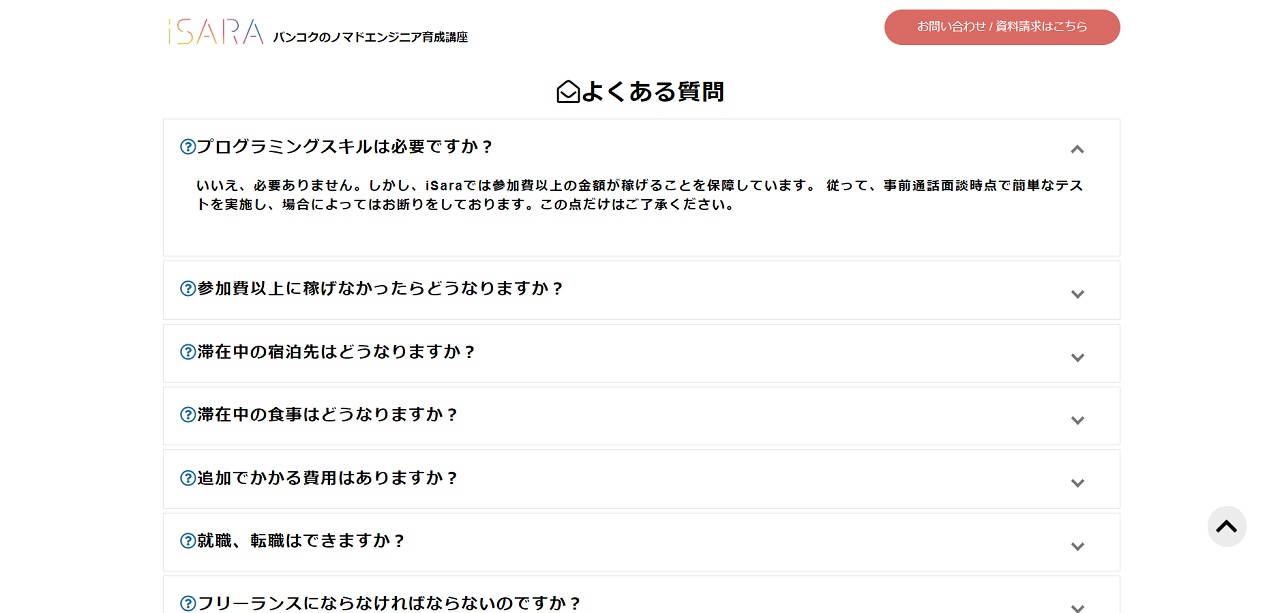 iSARA バンコクのノマドエンジニア育成講座
お問い合わせ / 資料請求はこちら
よくある質問
プログラミングスキルは必要ですか？
いいえ、必要ありません。しかし、iSaraでは参加費以上の金額が稼げることを保障しています。 従って、事前通話面談時点で簡単なテス
トを実施し、場合によってはお断りをしております。この点だけはご了承ください。
参加費以上に稼げなかったらどうなりますか？
滞在中の宿泊先はどうなりますか？
滞在中の食事はどうなりますか？
追加でかかる費用はありますか？
就職、転職はできますか？
フリーランスにならなければならないのですか？